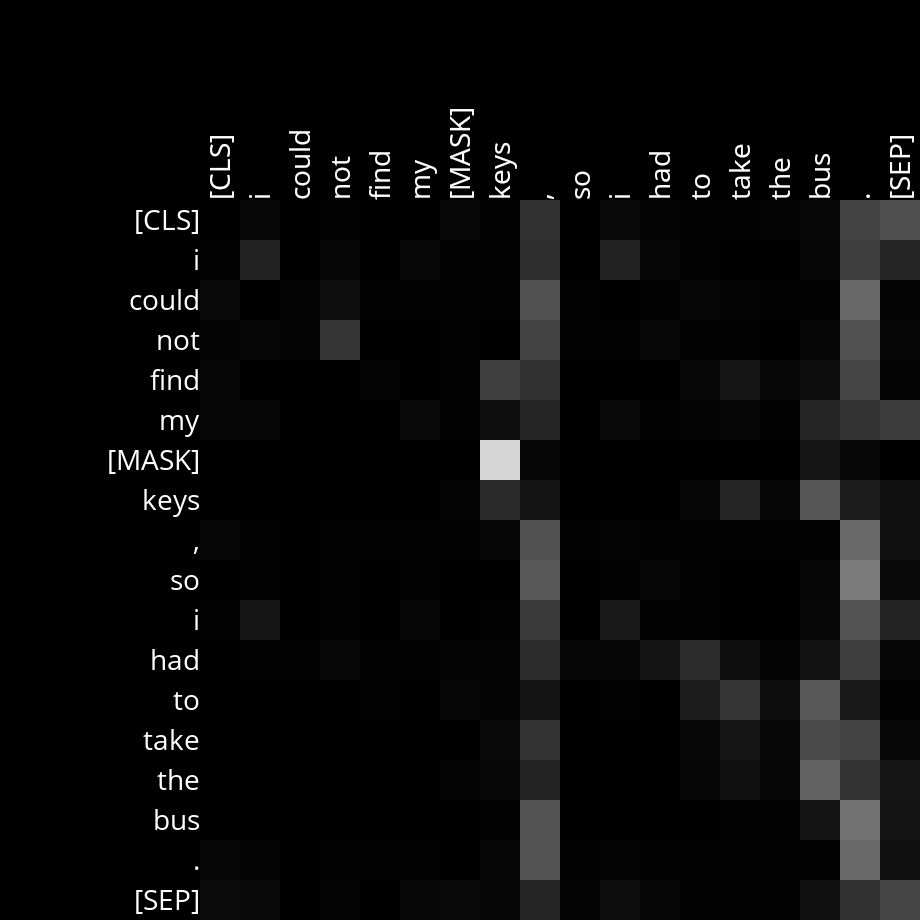 [CLS] i could not find my [MASK] keys , so i had to take the bus . [SEP]
[CLS]
i
could
not
find
my
[MASK]
keys
,
so
i
had
to
take
the
bus
.
[SEP]